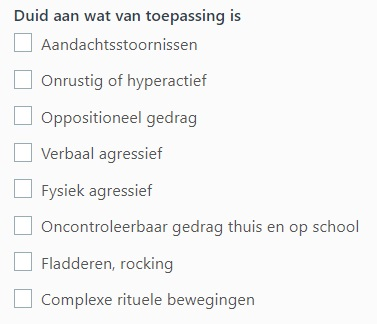 Duid aan wat van toepassing is
Aandachtsstoornissen
Onrustig of hyperactief
Oppositioneel gedrag
Verbaal agressief
Fysiek agressief
Oncontroleerbaar gedrag thuis en op school
Fladderen, rocking
Complexe rituele bewegingen